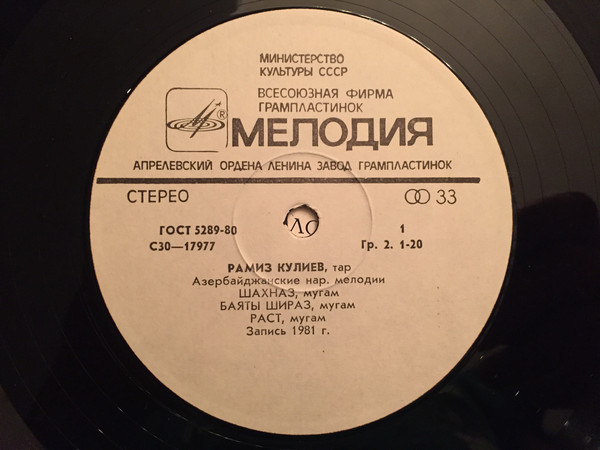 МИНИСТЕРСТВО
КУЛЬТУРЫ СССР
ВСЕСОЮЗНАЯ ФИРМА
ГРАМПЛАСТИНОК
®
МЕЛОДИЯ
АПРЕЛЕВСКИЙ ОРДЕНА ЛЕНИНА ЗАВОД ГРАМПЛАСТИНОК
СТЕРЕО 33
ГОСТ 5289-80 1
С30—17977 Гр. 2. 1-20
РАМИЗ КУЛИЕВ, тар
Азербайджанские нар. мелодии
ШАХНАЗ, мугам
БАЯТЫ ШИРАЗ, мугам
РАСТ, мугам
Запись 1981 г.